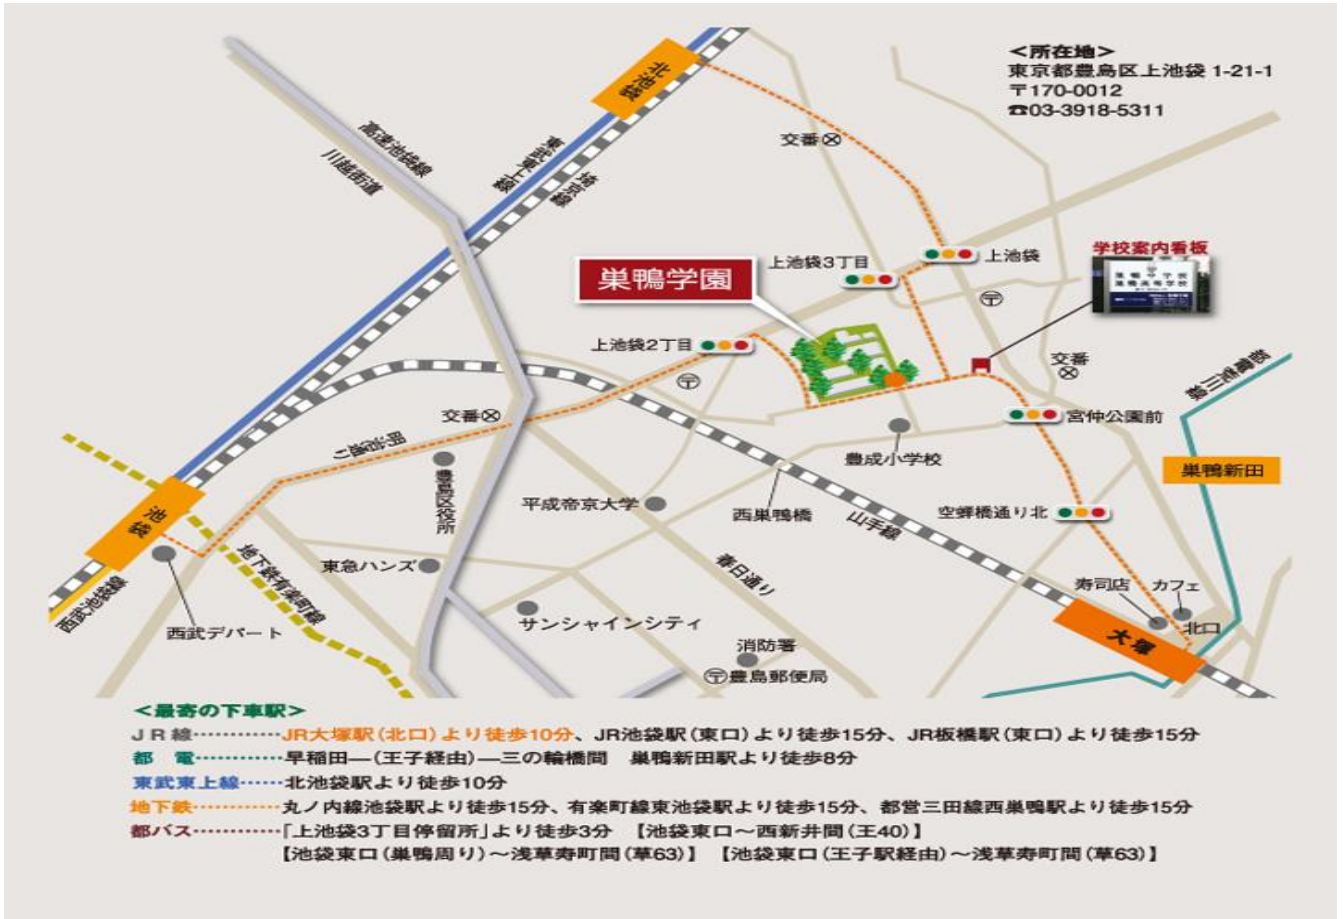 <所在地>
東京都豊島区上池袋 1-21-1
〒170-0012
☎03-3918-5311
北池袋
交番
高速池袋線
川越街道
東武東上線
埼京線
学校案内看板
上池袋3丁目
上池袋
巣鴨学園
巣鴨中学校
巣鴨高等学校
〒
上池袋2丁目
〒
交番
都電荒川線
交番
宮仲公園前
明治通り
豊成小学校
巣鴨新田
豊島区役所
池袋
平成帝京大学
西巣鴨橋
山手線
空蝉橋通り北
地下鉄有楽町線
東急ハンズ
春日通り
寿司店
カフェ
西武池袋線
西武デパート
サンシャインシティ
大塚
北口
消防署
〒豊島郵便局
<最寄の下車駅>
JR線…………JR大塚駅(北口)より徒歩10分、JR池袋駅(東口)より徒歩15分、JR板橋駅(東口)より徒歩15分
都 電…………早稲田―(王子経由)―三の輪橋間 巣鴨新田駅より徒歩8分
東武東上線……北池袋駅より徒歩10分
地下鉄…………丸ノ内線池袋駅より徒歩15分、有楽町線東池袋駅より徒歩15分、都営三田線西巣鴨駅より徒歩15分
都バス…………「上池袋3丁目停留所」より徒歩3分 【池袋東口～西新井間(王40)】
【池袋東口(巣鴨周り)～浅草寿町間(草63)】 【池袋東口(王子駅経由)～浅草寿町間(草63)】